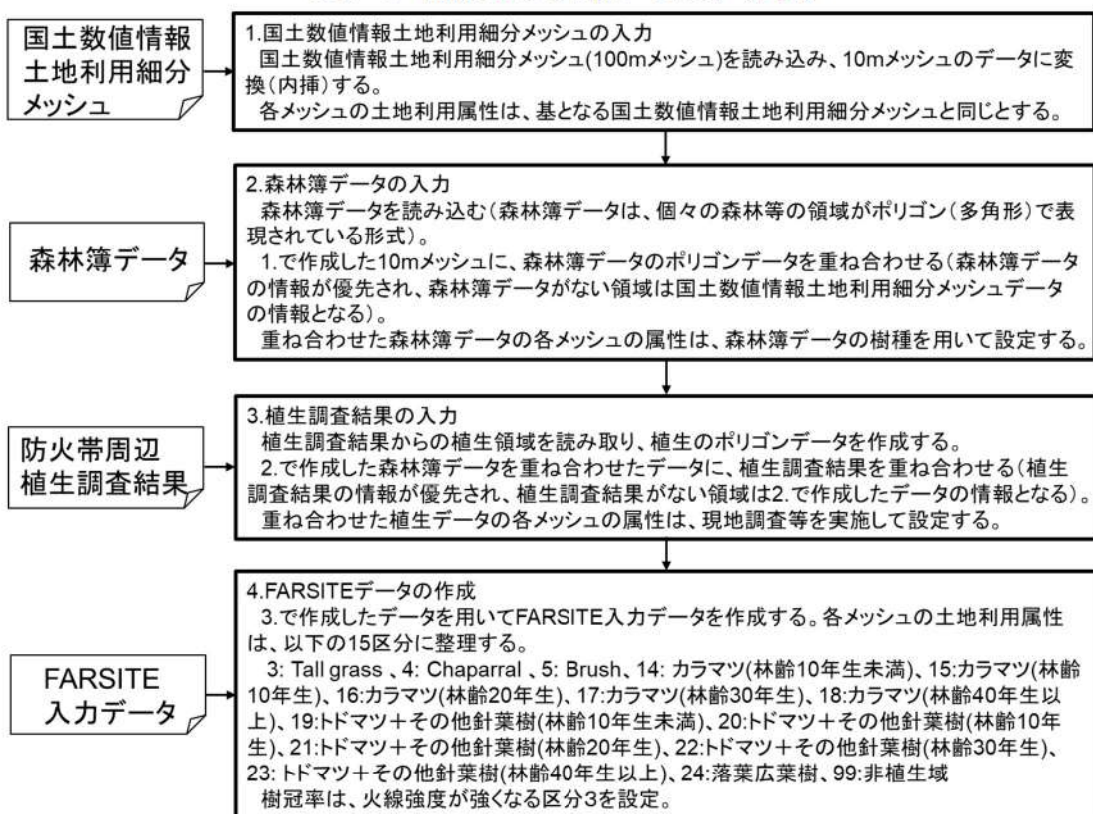 国土数値情報
土地利用細分
メッシュ
1.国土数値情報土地利用細分メッシュの入力
国土数値情報土地利用細分メッシュ(100mメッシュ)を読み込み、10mメッシュのデータに変
換(内挿)する。
各メッシュの土地利用属性は、基となる国土数値情報土地利用細分メッシュと同じとする。
森林簿データ
2.森林簿データの入力
森林簿データを読み込む(森林簿データは、個々の森林等の領域がポリゴン(多角形)で表
現されている形式)。
1.で作成した10mメッシュに、森林簿データのポリゴンデータを重ね合わせる(森林簿データ
の情報が優先され、森林簿データがない領域は国土数値情報土地利用細分メッシュデータ
の情報となる)。
重ね合わせた森林簿データの各メッシュの属性は、森林簿データの樹種を用いて設定する。
防火帯周辺
植生調査結果
3.植生調査結果の入力
植生調査結果からの植生領域を読み取り、植生のポリゴンデータを作成する。
2.で作成した森林簿データを重ね合わせたデータに、植生調査結果を重ね合わせる(植生
調査結果の情報が優先され、植生調査結果がない領域は2.で作成したデータの情報となる)。
重ね合わせた植生データの各メッシュの属性は、現地調査等を実施して設定する。
FARSITE
入力データ
4.FARSITEデータの作成
3.で作成したデータを用いてFARSITE入力データを作成する。各メッシュの土地利用属性
は、以下の15区分に整理する。
3: Tall grass 、4: Chaparral 、5: Brush、14: カラマツ(林齢10年生未満)、15:カラマツ(林齢
10年生)、16:カラマツ(林齢20年生)、17:カラマツ(林齢30年生)、18:カラマツ(林齢40年生以
上)、19:トドマツ+その他針葉樹(林齢10年生未満)、20:トドマツ+その他針葉樹(林齢10年
生)、21:トドマツ+その他針葉樹(林齢20年生)、22:トドマツ+その他針葉樹(林齢30年生)、
23: トドマツ+その他針葉樹(林齢40年生以上)、24:落葉広葉樹、99:非植生域
樹冠率は、火線強度が強くなる区分3を設定。